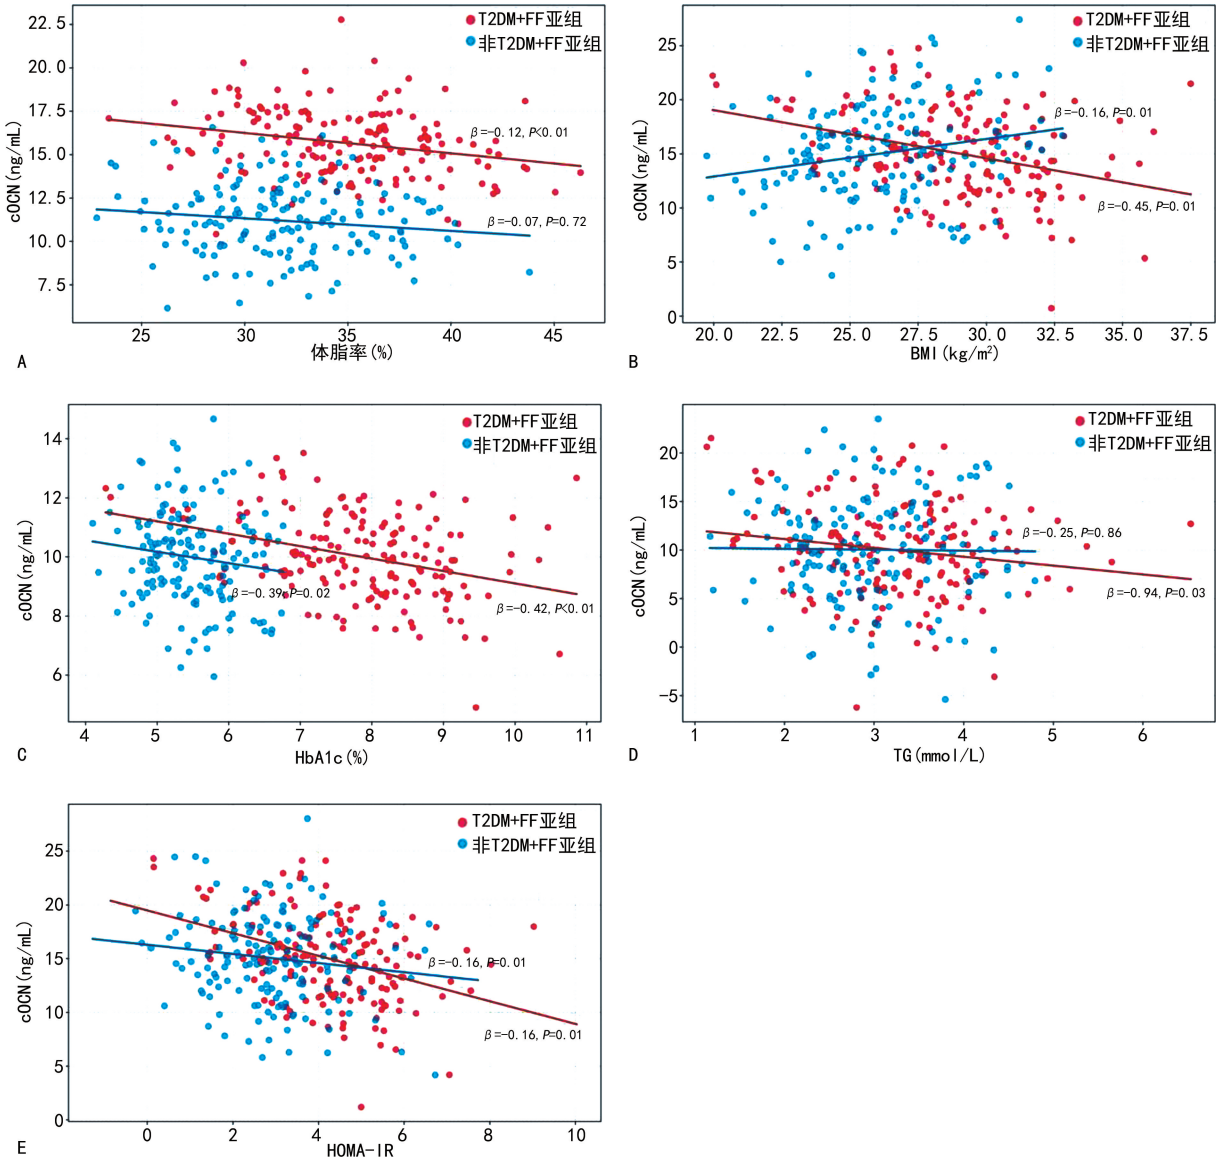 T2DM+FF亚组
非T2DM+FF亚组
22.5
20.0
17.5
15.0
12.5
10.0
7.5
cOCN(ng/mL)
β=-0.12, P<0.01
β=-0.07, P=0.72
25 30 35 40 45
体脂率(%)
A
T2DM+FF亚组
非T2DM+FF亚组
25
20
15
10
5
0
cOCN(ng/mL)
β=-0.16, P=0.01
β=-0.45, P=0.01
20.0 22.5 25.0 27.5 30.0 32.5 35.0 37.5
BMI(kg/m²)
B
T2DM+FF亚组
非T2DM+FF亚组
14
12
10
8
6
cOCN(ng/mL)
β=-0.39, P=0.02
β=-0.42, P<0.01
4 5 6 7 8 9 10 11
HbA1c(%)
C
T2DM+FF亚组
非T2DM+FF亚组
20
15
10
5
0
-5
cOCN(ng/mL)
β=-0.25, P=0.86
β=-0.94, P=0.03
1 2 3 4 5 6
TG(mmol/L)
D
T2DM+FF亚组
非T2DM+FF亚组
25
20
15
10
5
0
cOCN(ng/mL)
β=-0.16, P=0.01
β=-0.16, P=0.01
0 2 4 6 8 10
HOMA-IR
E